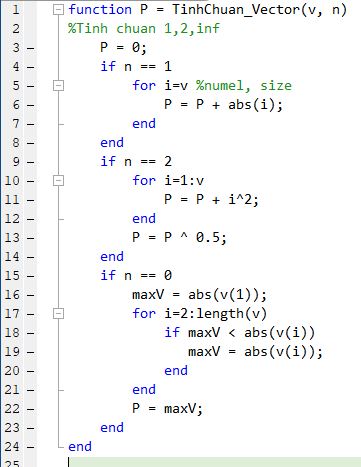 1 function P = TinhChuan_Vector(v, n)
2 %Tinh chuan 1,2,inf
3 – P = 0;
4 – if n == 1
5 – for i=v %numel, size
6 – P = P + abs(i);
7 – end
8 – end
9 – if n == 2
10 – for i=1:v
11 – P = P + i^2;
12 – end
13 – P = P ^ 0.5;
14 – end
15 – if n == 0
16 – maxV = abs(v(1));
17 – for i=2:length(v)
18 – if maxV < abs(v(i))
19 – maxV = abs(v(i));
20 – end
21 – end
22 – P = maxV;
23 – end
24 – end
25